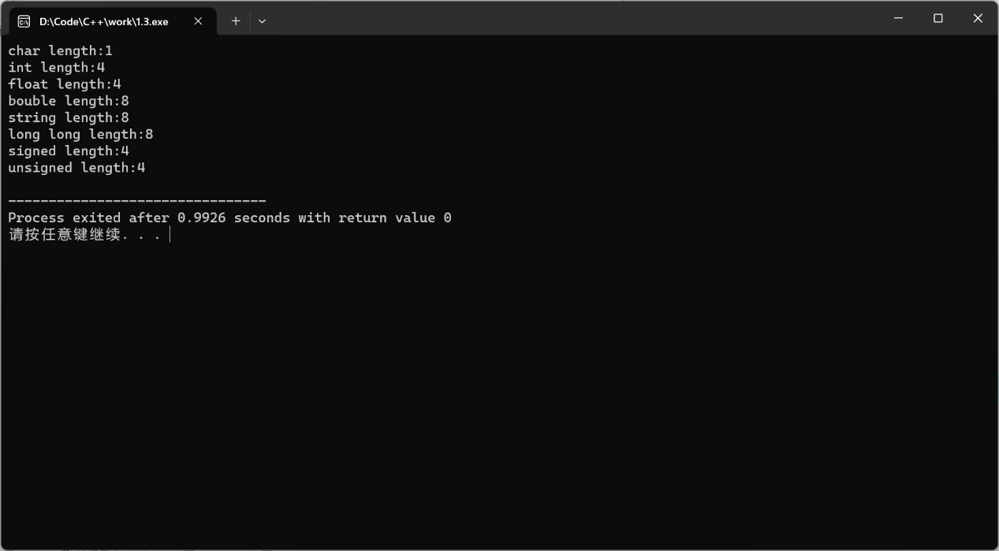 D:\Code\C++\work\1.3.exe
char length:1
int length:4
float length:4
bouble length:8
string length:8
long long length:8
signed length:4
unsigned length:4
--------------------------------
Process exited after 0.9926 seconds with return value 0
请按任意键继续. . .